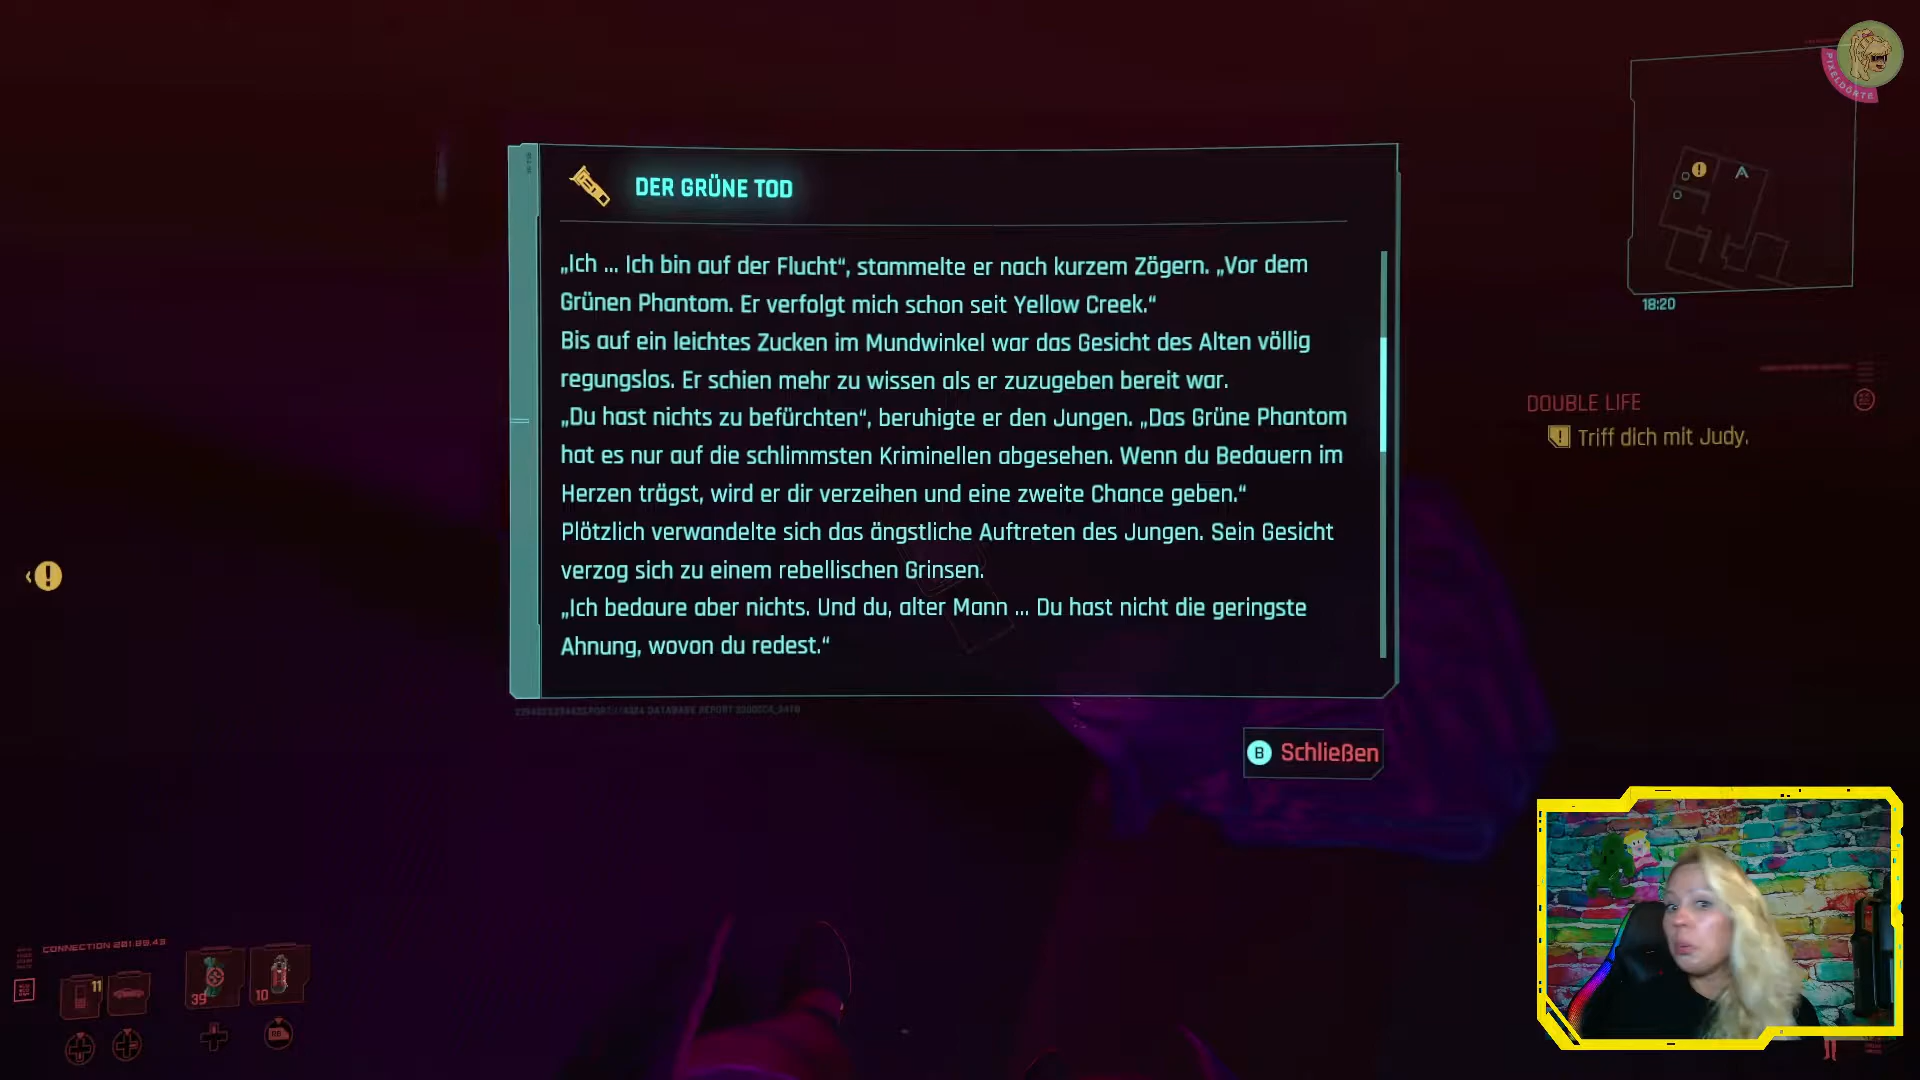 PIXELDÖRTE
DER GRÜNE TOD
„Ich ... Ich bin auf der Flucht“, stammelte er nach kurzem Zögern. „Vor dem
Grünen Phantom. Er verfolgt mich schon seit Yellow Creek.“
Bis auf ein leichtes Zucken im Mundwinkel war das Gesicht des Alten völlig
regungslos. Er schien mehr zu wissen als er zuzugeben bereit war.
„Du hast nichts zu befürchten“, beruhigte er den Jungen. „Das Grüne Phantom
hat es nur auf die schlimmsten Kriminellen abgesehen. Wenn du Bedauern im
Herzen trägst, wird er dir verzeihen und eine zweite Chance geben.“
Plötzlich verwandelte sich das ängstliche Auftreten des Jungen. Sein Gesicht
verzog sich zu einem rebellischen Grinsen.
„Ich bedaure aber nichts. Und du, alter Mann ... Du hast nicht die geringste
Ahnung, wovon du redest.“
B Schließen
18:20
DOUBLE LIFE
Triff dich mit Judy.
11
39
10